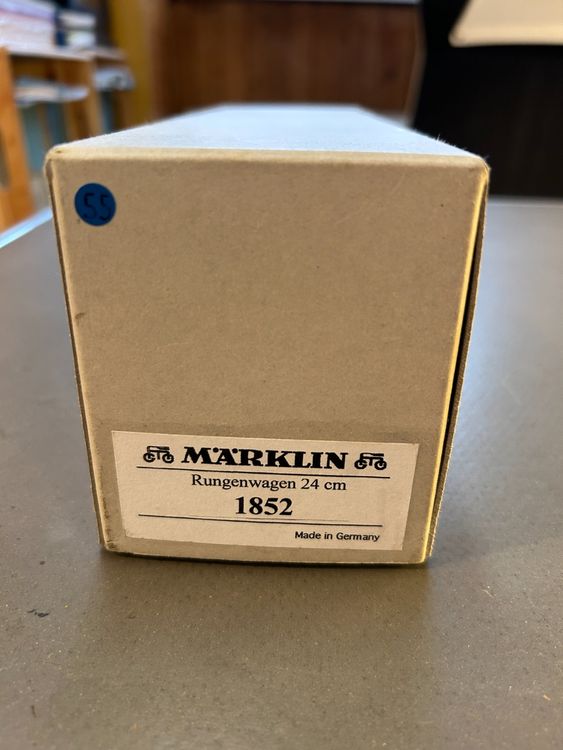 55
MÄRKLIN
Rungenwagen 24 cm
1852
Made in Germany